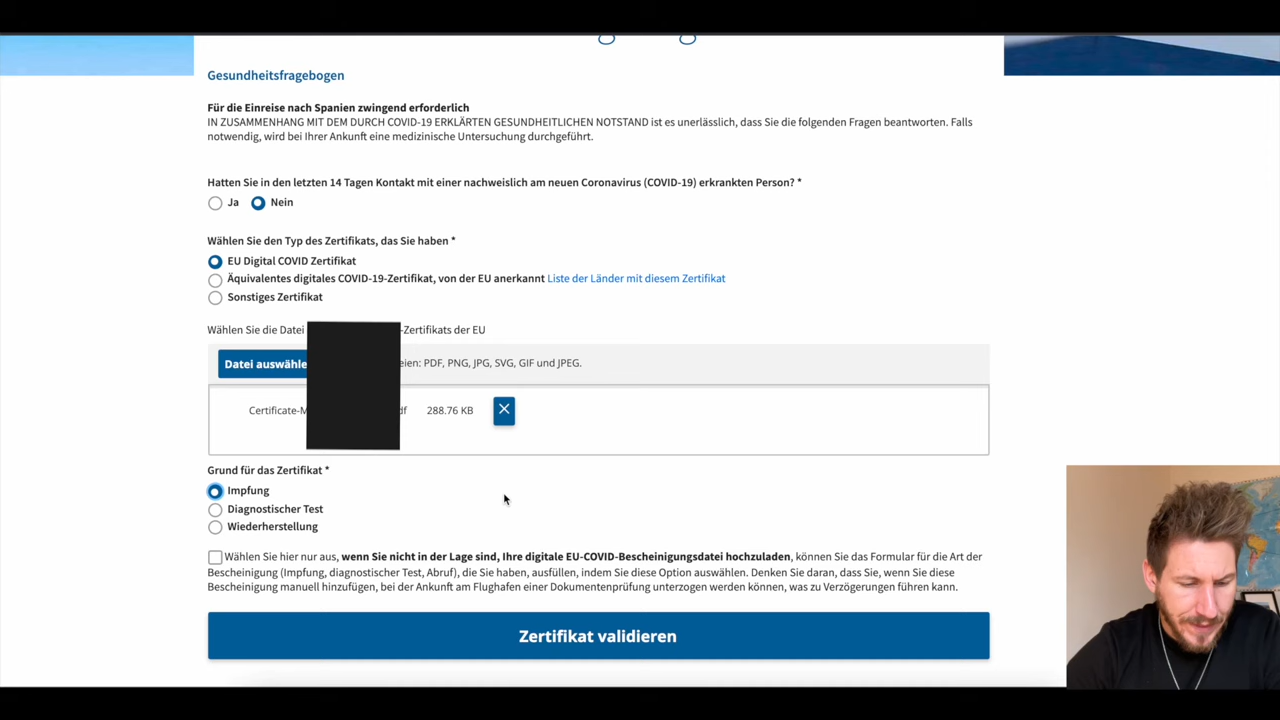 Gesundheitsfragebogen
Für die Einreise nach Spanien zwingend erforderlich
IN ZUSAMMENHANG MIT DEM DURCH COVID-19 ERKLÄRTEN GESUNDHEITLICHEN NOTSTAND ist es unerlässlich, dass Sie die folgenden Fragen beantworten. Falls
notwendig, wird bei Ihrer Ankunft eine medizinische Untersuchung durchgeführt.
Hatten Sie in den letzten 14 Tagen Kontakt mit einer nachweislich am neuen Coronavirus (COVID-19) erkrankten Person? *
Ja Nein
Wählen Sie den Typ des Zertifikats, das Sie haben *
EU Digital COVID Zertifikat
Äquivalentes digitales COVID-19-Zertifikat, von der EU anerkannt Liste der Länder mit diesem Zertifikat
Sonstiges Zertifikat
Wählen Sie die Datei -Zertifikats der EU
Datei auswähle eien: PDF, PNG, JPG, SVG, GIF und JPEG.
Certificate-M df 288.76 KB
Grund für das Zertifikat *
Impfung
Diagnostischer Test
Wiederherstellung
Wählen Sie hier nur aus, wenn Sie nicht in der Lage sind, Ihre digitale EU-COVID-Bescheinigungsdatei hochzuladen, können Sie das Formular für die Art der
Bescheinigung (Impfung, diagnostischer Test, Abruf), die Sie haben, ausfüllen, indem Sie diese Option auswählen. Denken Sie daran, dass Sie, wenn Sie diese
Bescheinigung manuell hinzufügen, bei der Ankunft am Flughafen einer Dokumentenprüfung unterzogen werden können, was zu Verzögerungen führen kann.
Zertifikat validieren